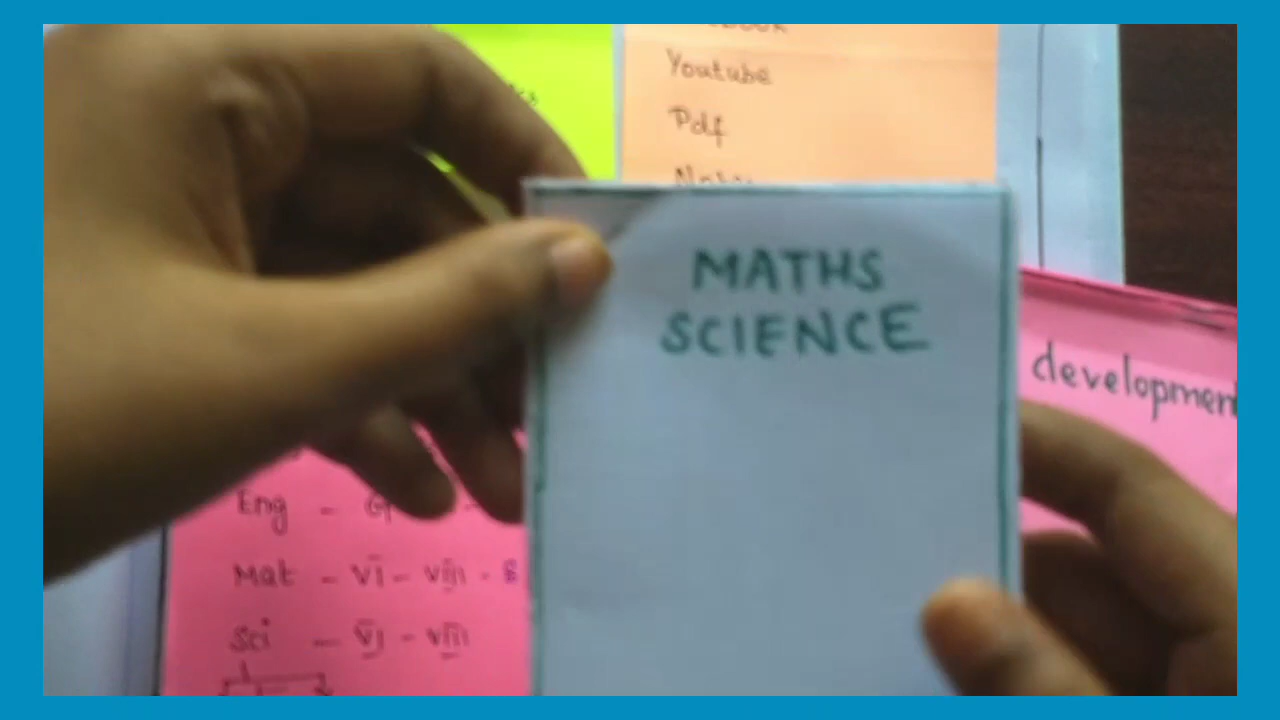 Youtube
Pdf
MATHS
SCIENCE
development
Eng -
Mat - VI - VIII -
Sci - VI - VIII